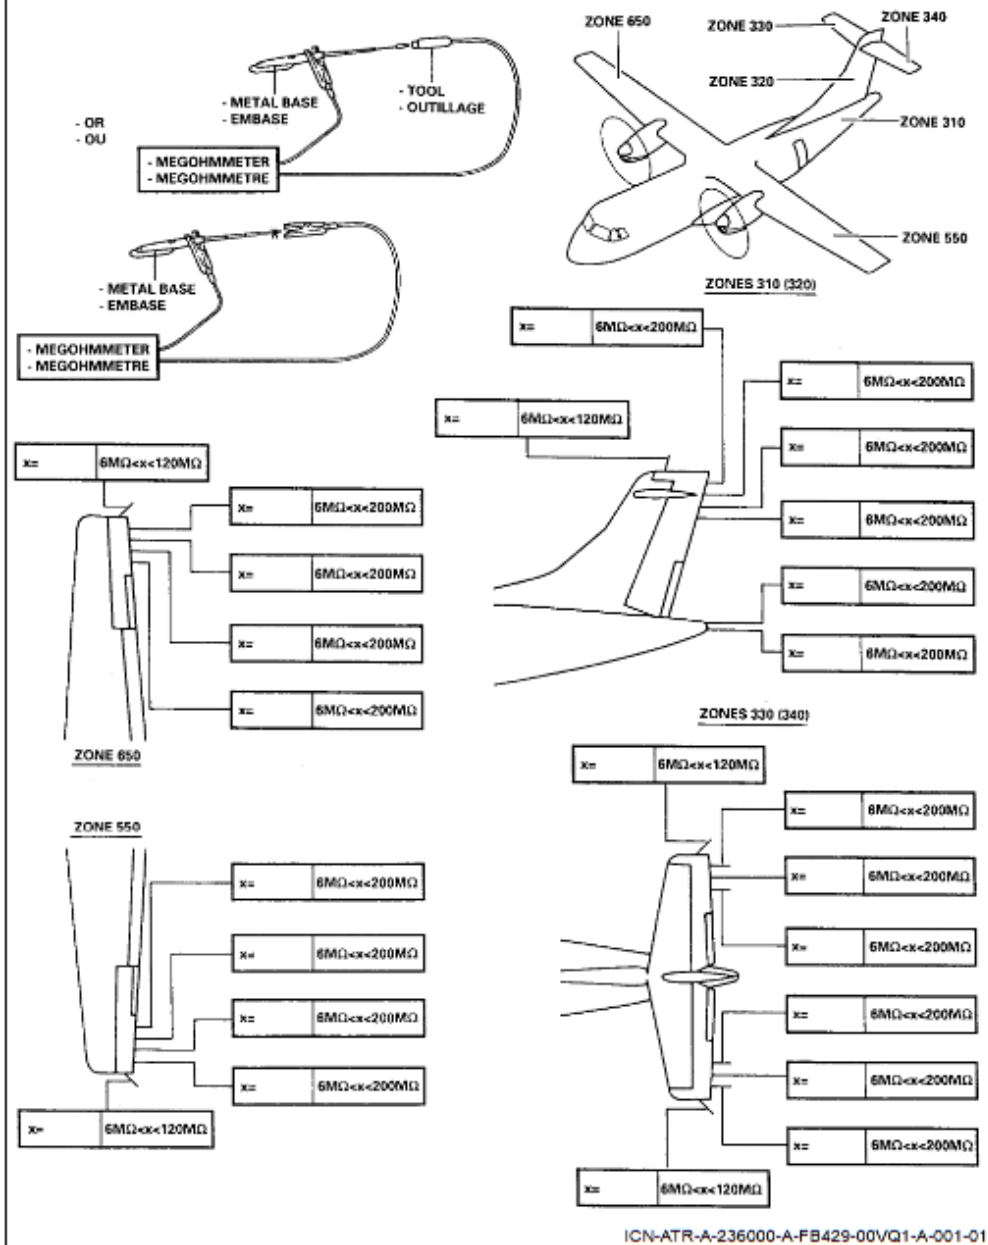 ZONE 650
ZONE 330
ZONE 340
ZONE 320
ZONE 310
ZONE 550
- METAL BASE
- EMBASE
- TOOL
- OUTILLAGE
- OR
- OU
- MEGOHMMETER
- MEGOHMMETRE
- METAL BASE
- EMBASE
- MEGOHMMETER
- MEGOHMMETRE
ZONES 310 (320)
x= 6MΩ<x<200MΩ
x= 6MΩ<x<200MΩ
x= 6MΩ<x<120MΩ
x= 6MΩ<x<200MΩ
x= 6MΩ<x<200MΩ
x= 6MΩ<x<200MΩ
x= 6MΩ<x<200MΩ
x= 6MΩ<x<120MΩ
x= 6MΩ<x<200MΩ
x= 6MΩ<x<200MΩ
x= 6MΩ<x<200MΩ
x= 6MΩ<x<200MΩ
ZONE 650
ZONES 330 (340)
x= 6MΩ<x<120MΩ
x= 6MΩ<x<200MΩ
x= 6MΩ<x<200MΩ
x= 6MΩ<x<200MΩ
x= 6MΩ<x<200MΩ
x= 6MΩ<x<200MΩ
x= 6MΩ<x<200MΩ
x= 6MΩ<x<120MΩ
ZONE 550
x= 6MΩ<x<200MΩ
x= 6MΩ<x<200MΩ
x= 6MΩ<x<200MΩ
x= 6MΩ<x<200MΩ
x= 6MΩ<x<120MΩ
ICN-ATR-A-236000-A-FB429-00VQ1-A-001-01